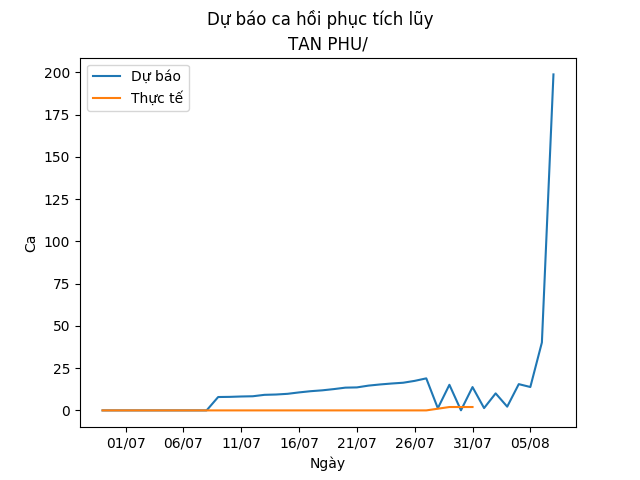 Dự báo ca hồi phục tích lũy
TAN PHU/
Dự báo
Thực tế
Ca
200
175
150
125
100
75
50
25
0
01/07
06/07
11/07
16/07
21/07
26/07
31/07
05/08
Ngày